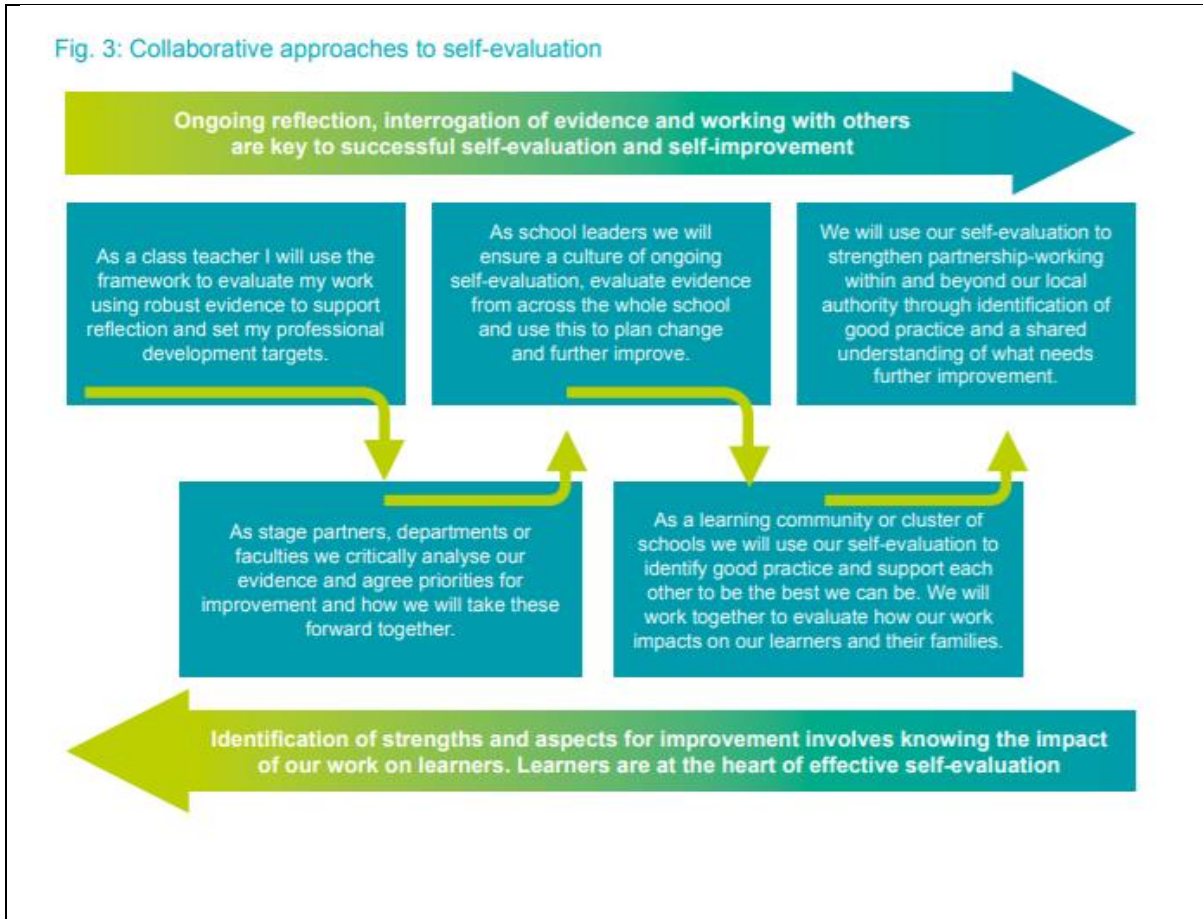 Fig. 3: Collaborative approaches to self-evaluation
Ongoing reflection, interrogation of evidence and working with others
are key to successful self-evaluation and self-improvement
As a class teacher I will use the
framework to evaluate my work
using robust evidence to support
reflection and set my professional
development targets.
As stage partners, departments or
faculties we critically analyse our
evidence and agree priorities for
improvement and how we will take these
forward together.
As school leaders we will
ensure a culture of ongoing
self-evaluation, evaluate evidence
from across the whole school
and use this to plan change
and further improve.
As a learning community or cluster of
schools we will use our self-evaluation to
identify good practice and support each
other to be the best we can be. We will
work together to evaluate how our work
impacts on our learners and their families.
We will use our self-evaluation to
strengthen partnership-working
within and beyond our local
authority through identification of
good practice and a shared
understanding of what needs
further improvement.
Identification of strengths and aspects for improvement involves knowing the impact
of our work on learners. Learners are at the heart of effective self-evaluation